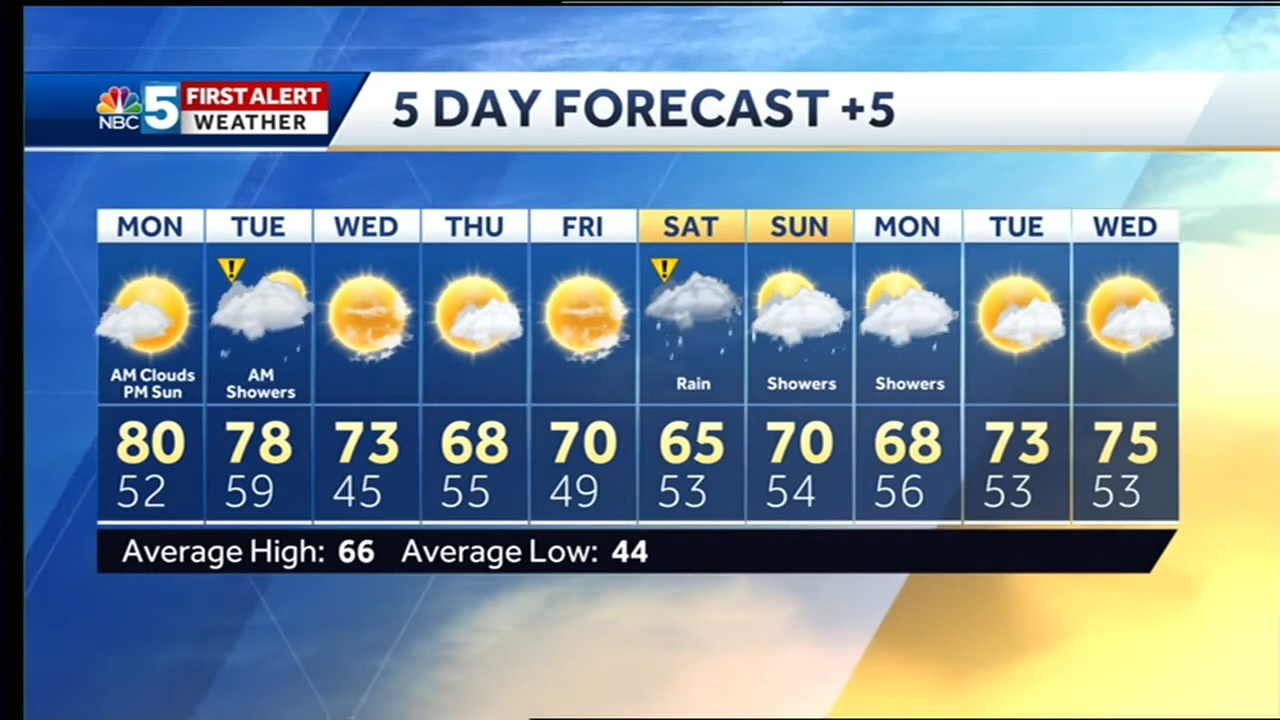 NBC 5 FIRST ALERT WEATHER
5 DAY FORECAST +5
MON TUE WED THU FRI SAT SUN MON TUE WED
! !
AM Clouds
PM Sun
AM
Showers
Rain
Showers
Showers
80 78 73 68 70 65 70 68 73 75
52 59 45 55 49 53 54 56 53 53
Average High: 66 Average Low: 44